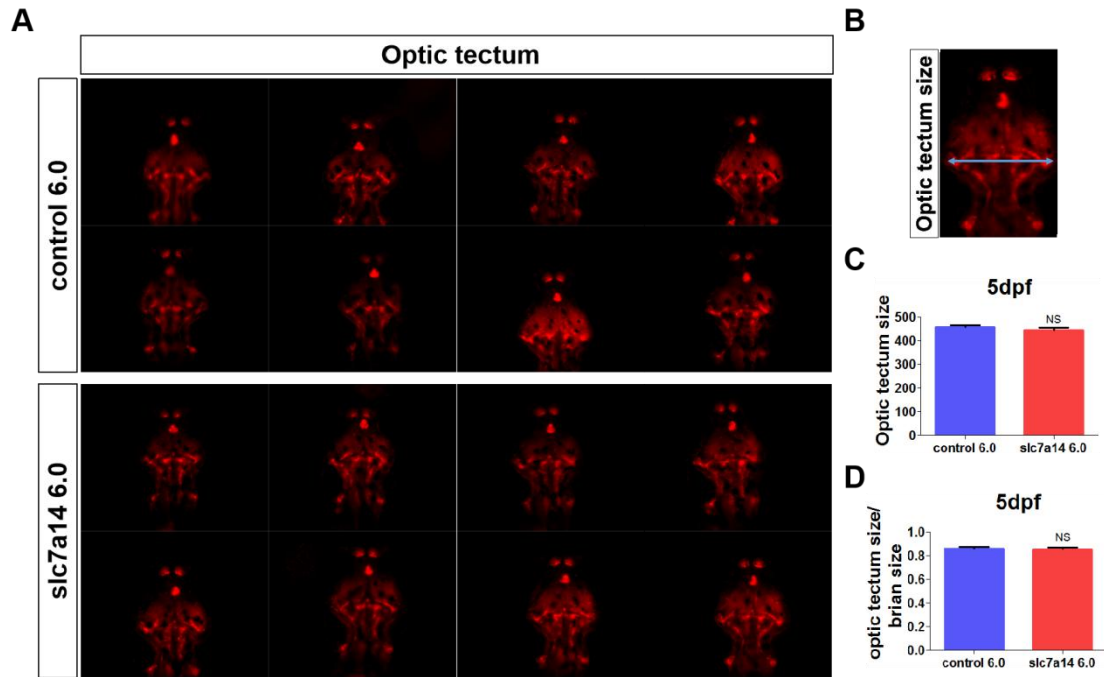 A
Optic tectum
control 6.0
slc7a14 6.0
B
Optic tectum size
C
5dpf
Optic tectum size
500
400
300
200
100
0
NS
control 6.0
slc7a14 6.0
D
5dpf
optic tectum size/
brian size
1.0
0.8
0.6
0.4
0.2
0.0
NS
control 6.0
slc7a14 6.0